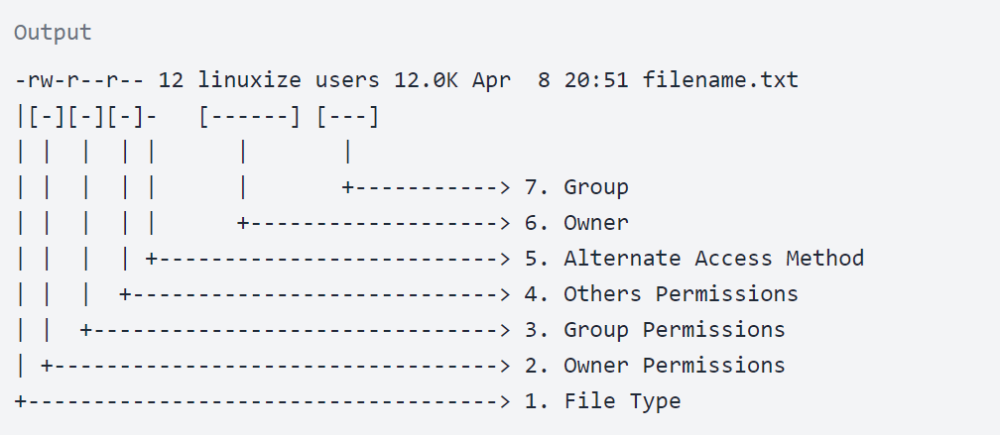 Output
-rw-r--r-- 12 linuxize users 12.0K Apr  8 20:51 filename.txt
|[-][-][-]-   [------] [---]
| |  |  | |      |       |
| |  |  | |      |       +-----------> 7. Group
| |  |  | |      +-------------------> 6. Owner
| |  |  | +--------------------------> 5. Alternate Access Method
| |  |  +----------------------------> 4. Others Permissions
| |  +-------------------------------> 3. Group Permissions
| +----------------------------------> 2. Owner Permissions
+------------------------------------> 1. File Type